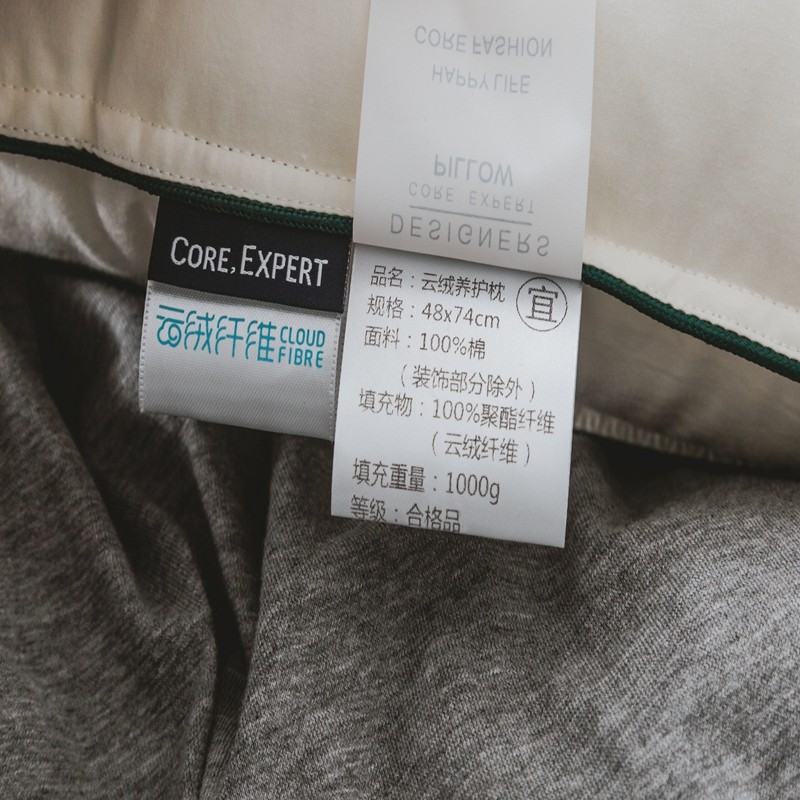 CORE FASHION
HAPPY LIFE
PILLOW
CORE EXPERT
DESIGNERS
CORE, EXPERT
云绒纤维 CLOUD
FIBRE
品名：云绒养护枕
宜
规格：48x74cm
面料：100%棉
（装饰部分除外）
填充物：100%聚酯纤维
（云绒纤维）
填充重量：1000g
等级：合格品